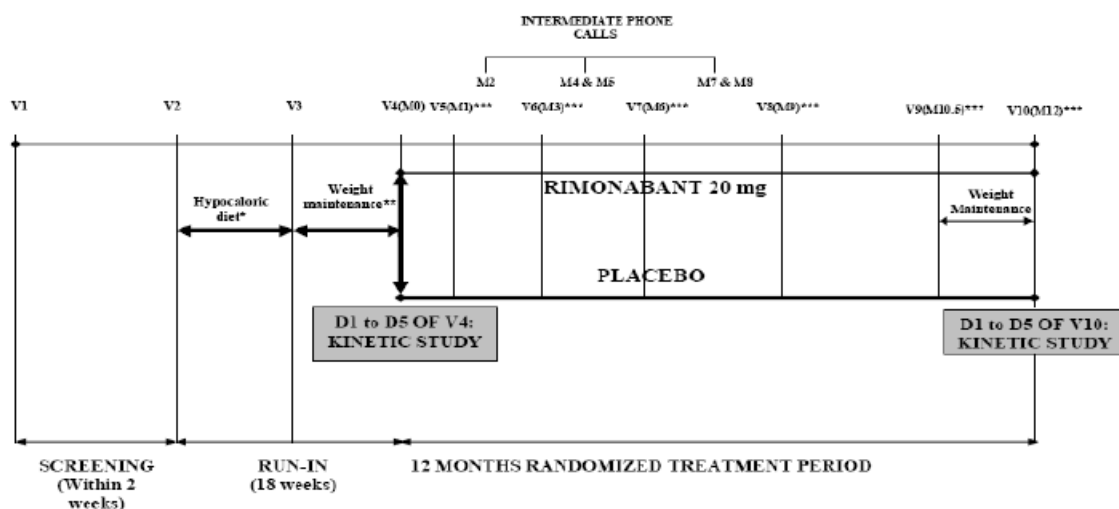 INTERMEDIATE PHONE
CALLS
M2 M4 & M5 M7 & M8
V1 V2 V3 V4(M0) V5(M1)*** V6(M3)*** V7(M6)*** V8(M9)*** V9(M10.5)*** V10(M12)***
RIMONABANT 20 mg
Hypocaloric
diet*
Weight
maintenance**
Weight
Maintenance
PLACEBO
D1 to D5 OF V4:
KINETIC STUDY
D1 to D5 OF V10:
KINETIC STUDY
SCREENING
(Within 2
weeks)
RUN-IN
(18 weeks)
12 MONTHS RANDOMIZED TREATMENT PERIOD